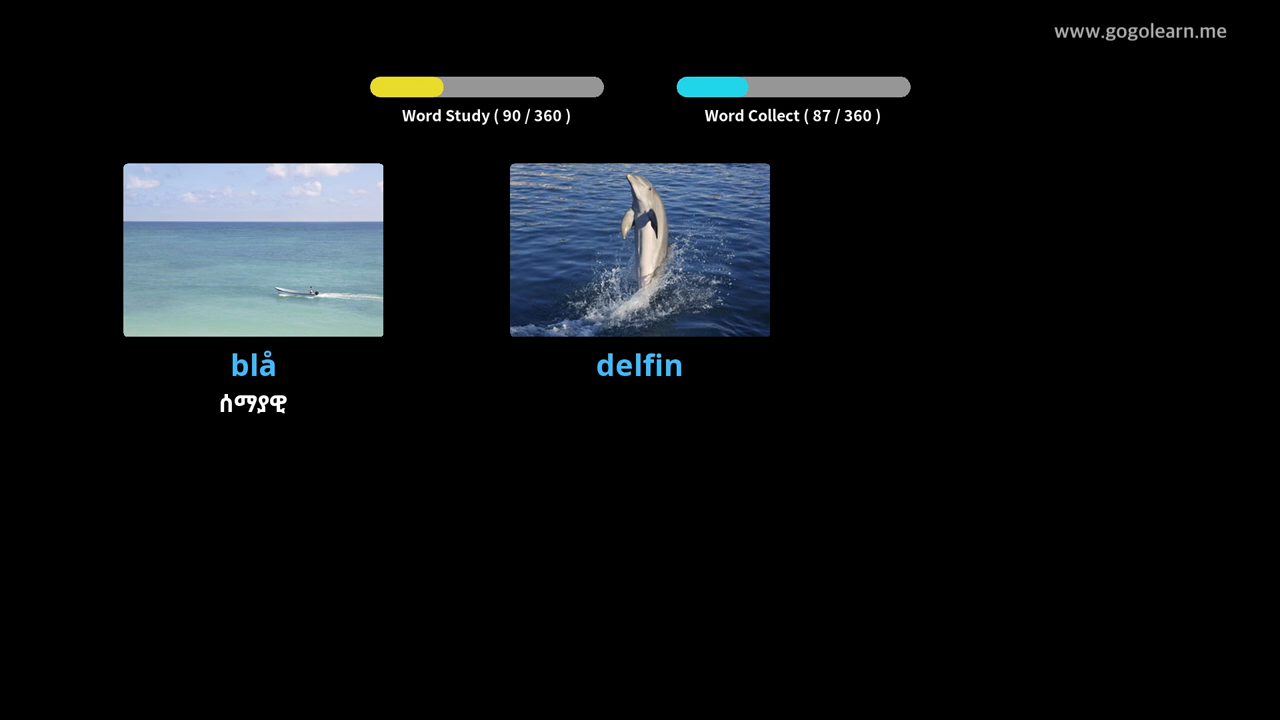 www.gogolearn.me
Word Study ( 90 / 360 )
Word Collect ( 87 / 360 )
blå
ሰማያዊ
delfin